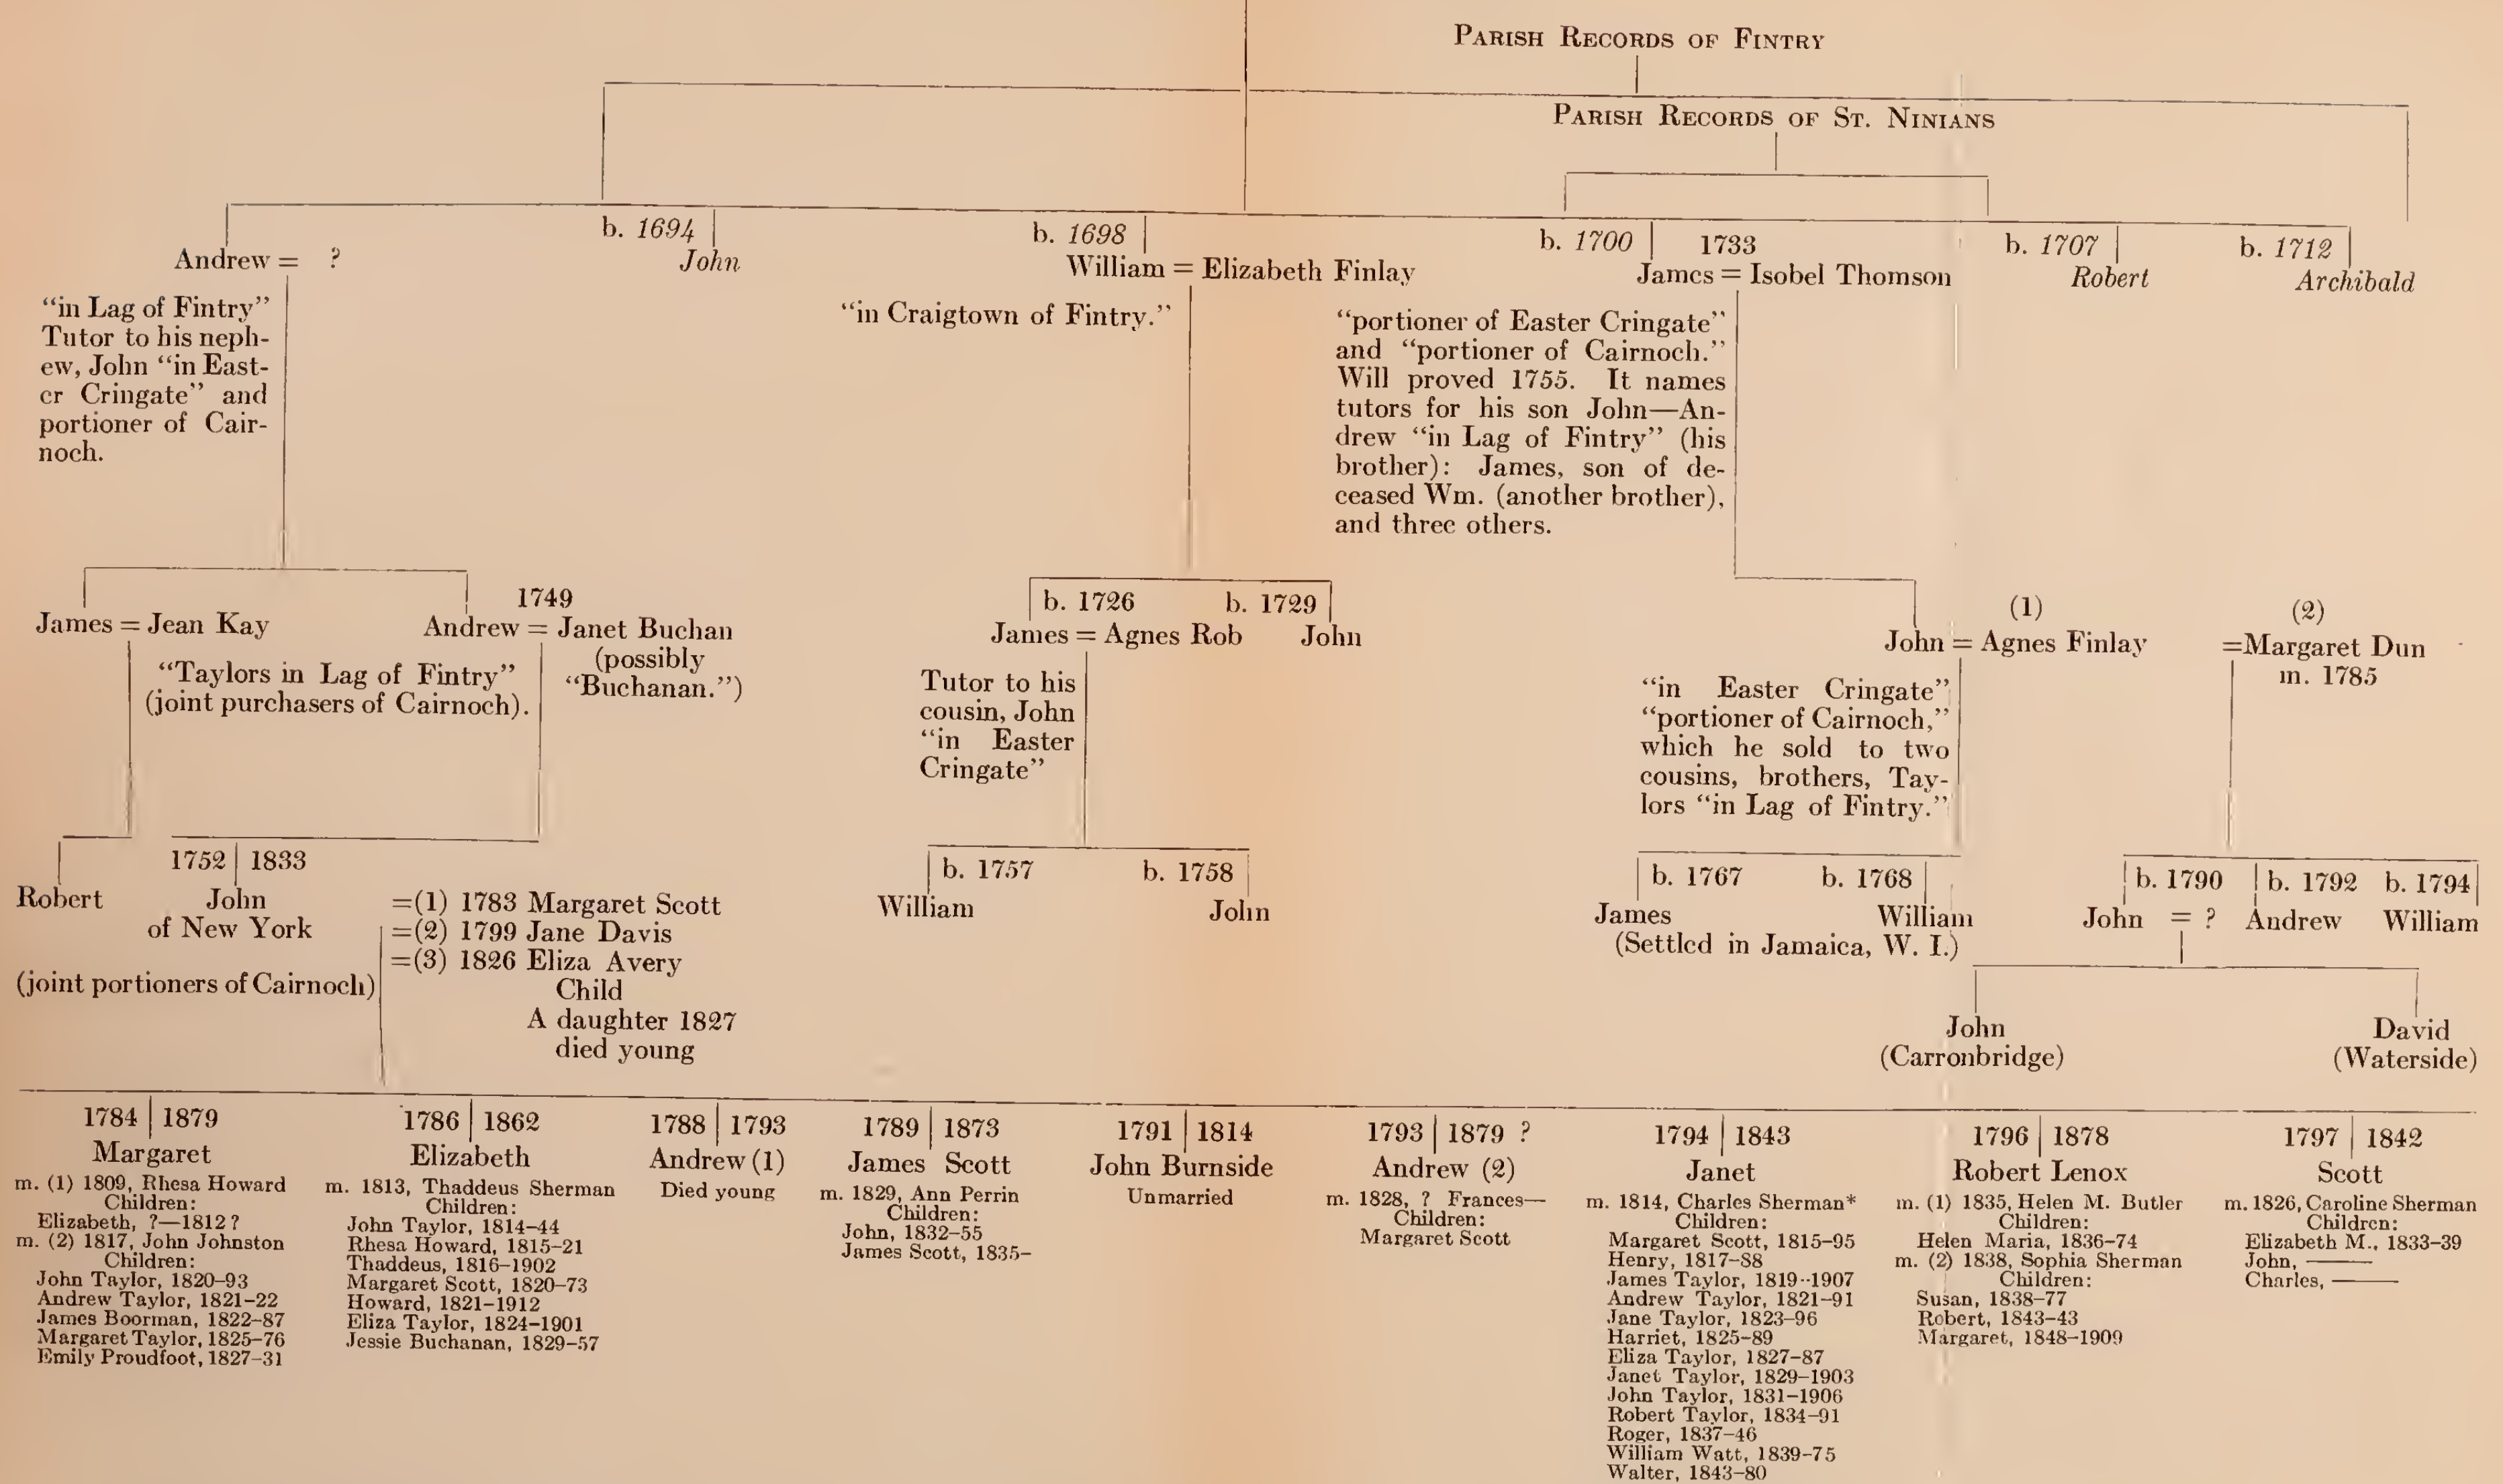 PARISH RECORDS OF FINTRY
PARISH RECORDS OF ST. NINIANS
b. 1694
John
b. 1698
b. 1700
1733
b. 1707
Robert
b. 1712
Archibald
Andrew = ?
William = Elizabeth Finlay
James = Isobel Thomson
"in Lag of Fintry"
Tutor to his neph-
ew, John "in East-
er Cringate" and
portioner of Cair-
noch.
"in Craigtown of Fintry."
"portioner of Easter Cringate"
and "portioner of Cairnoch."
Will proved 1755. It names
tutors for his son John—An-
drew "in Lag of Fintry" (his
brother): James, son of de-
ceased Wm. (another brother),
and three others.
James = Jean Kay
1749
Andrew = Janet Buchan
(possibly
"Buchanan.")
"Taylors in Lag of Fintry"
(joint purchasers of Cairnoch).
b. 1726
b. 1729
James = Agnes Rob
John
Tutor to his
cousin, John
"in Easter
Cringate"
(1)
(2)
John = Agnes Finlay
=Margaret Dun
m. 1785
"in Easter Cringate"
"portioner of Cairnoch,"
which he sold to two
cousins, brothers, Tay-
lors "in Lag of Fintry."
Robert
1752 1833
John
of New York
(joint portioners of Cairnoch)
=(1) 1783 Margaret Scott
=(2) 1799 Jane Davis
=(3) 1826 Eliza Avery
Child
A daughter 1827
died young
b. 1757
William
b. 1758
John
b. 1767
James
b. 1768
William
(Settled in Jamaica, W. I.)
b. 1790
John = ?
b. 1792
Andrew
b. 1794
William
John
(Carronbridge)
David
(Waterside)
1784 1879
Margaret
m. (1) 1809, Rhesa Howard
Children:
Elizabeth, ?—1812?
m. (2) 1817, John Johnston
Children:
John Taylor, 1820–93
Andrew Taylor, 1821–22
James Boorman, 1822–87
Margaret Taylor, 1825–76
Emily Proudfoot, 1827–31
1786 1862
Elizabeth
m. 1813, Thaddeus Sherman
Children:
John Taylor, 1814–44
Rhesa Howard, 1815–21
Thaddeus, 1816–1902
Margaret Scott, 1820–73
Howard, 1821–1912
Eliza Taylor, 1824–1901
Jessie Buchanan, 1829–57
1788 1793
Andrew (1)
Died young
1789 1873
James Scott
m. 1829, Ann Perrin
Children:
John, 1832–55
James Scott, 1835–
1791 1814
John Burnside
Unmarried
1793 1879 ?
Andrew (2)
m. 1828, ? Frances—
Children:
Margaret Scott
1794 1843
Janet
m. 1814, Charles Sherman*
Children:
Margaret Scott, 1815–95
Henry, 1817–88
James Taylor, 1819–1907
Andrew Taylor, 1821–91
Jane Taylor, 1823–96
Harriet, 1825–89
Eliza Taylor, 1827–87
Janet Taylor, 1829–1903
John Taylor, 1831–1906
Robert Taylor, 1834–91
Roger, 1837–46
William Watt, 1839–75
Walter, 1843–80
1796 1878
Robert Lenox
m. (1) 1835, Helen M. Butler
Children:
Helen Maria, 1836–74
m. (2) 1838, Sophia Sherman
Children:
Susan, 1838–77
Robert, 1843–43
Margaret, 1848–1909
1797 1842
Scott
m. 1826, Caroline Sherman
Children:
Elizabeth M., 1833–39
John, ——
Charles, ——